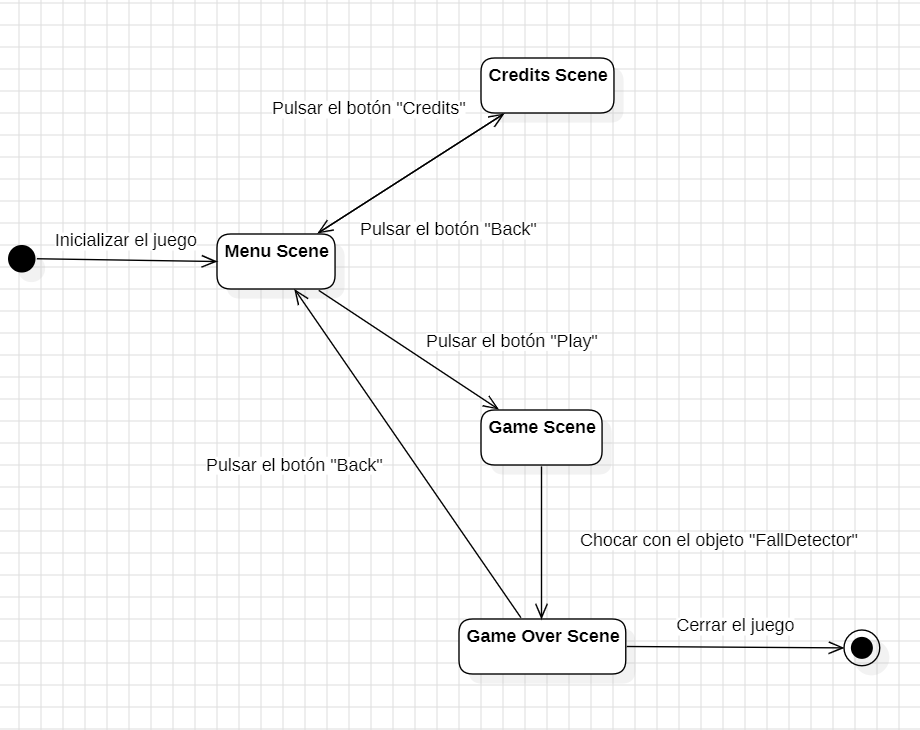 Credits Scene
Pulsar el botón "Credits"
Pulsar el botón "Back"
Inicializar el juego
Menu Scene
Pulsar el botón "Play"
Game Scene
Pulsar el botón "Back"
Chocar con el objeto "FallDetector"
Cerrar el juego
Game Over Scene